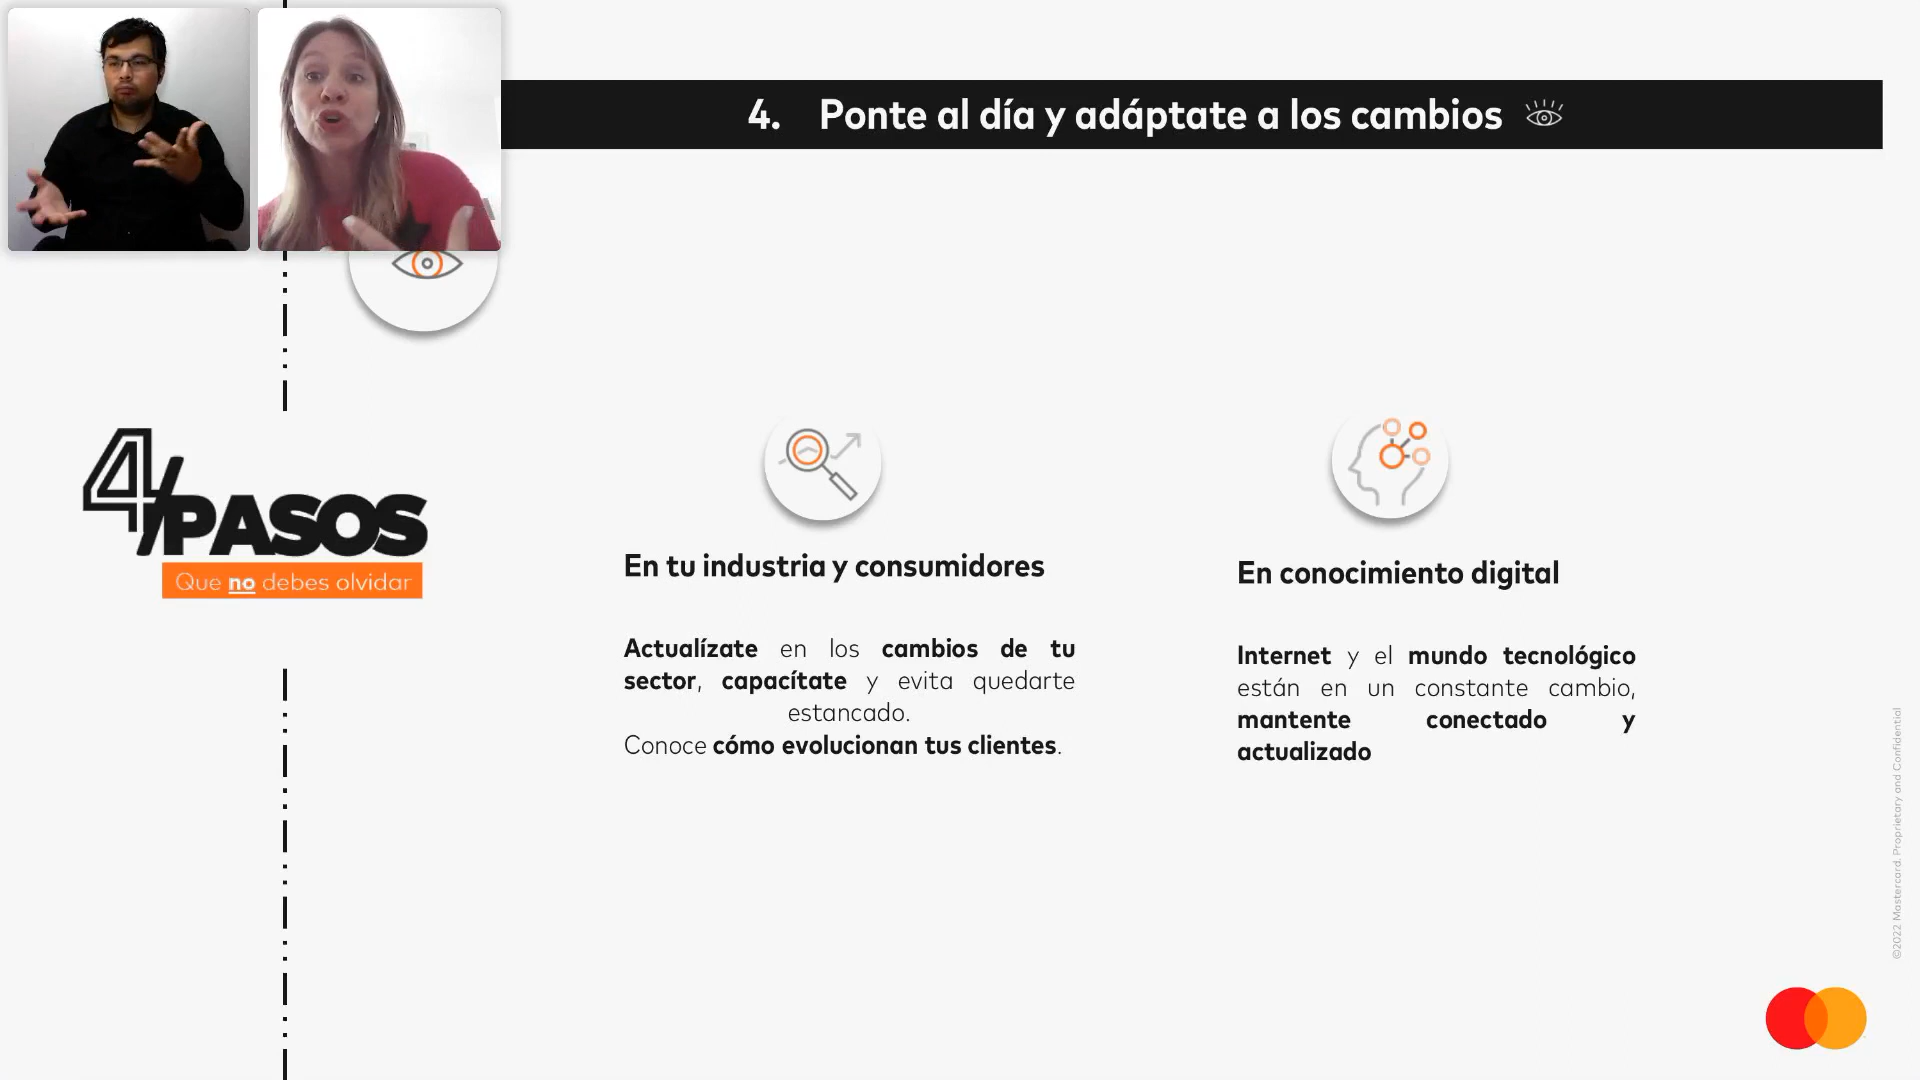 4. Ponte al día y adáptate a los cambios
4/PASOS
Que no debes olvidar
En tu industria y consumidores
Actualízate en los cambios de tu
sector, capacítate y evita quedarte
estancado.
Conoce cómo evolucionan tus clientes.
En conocimiento digital
Internet y el mundo tecnológico
están en un constante cambio,
mantente conectado y
actualizado
©2022 Mastercard. Proprietary and Confidential